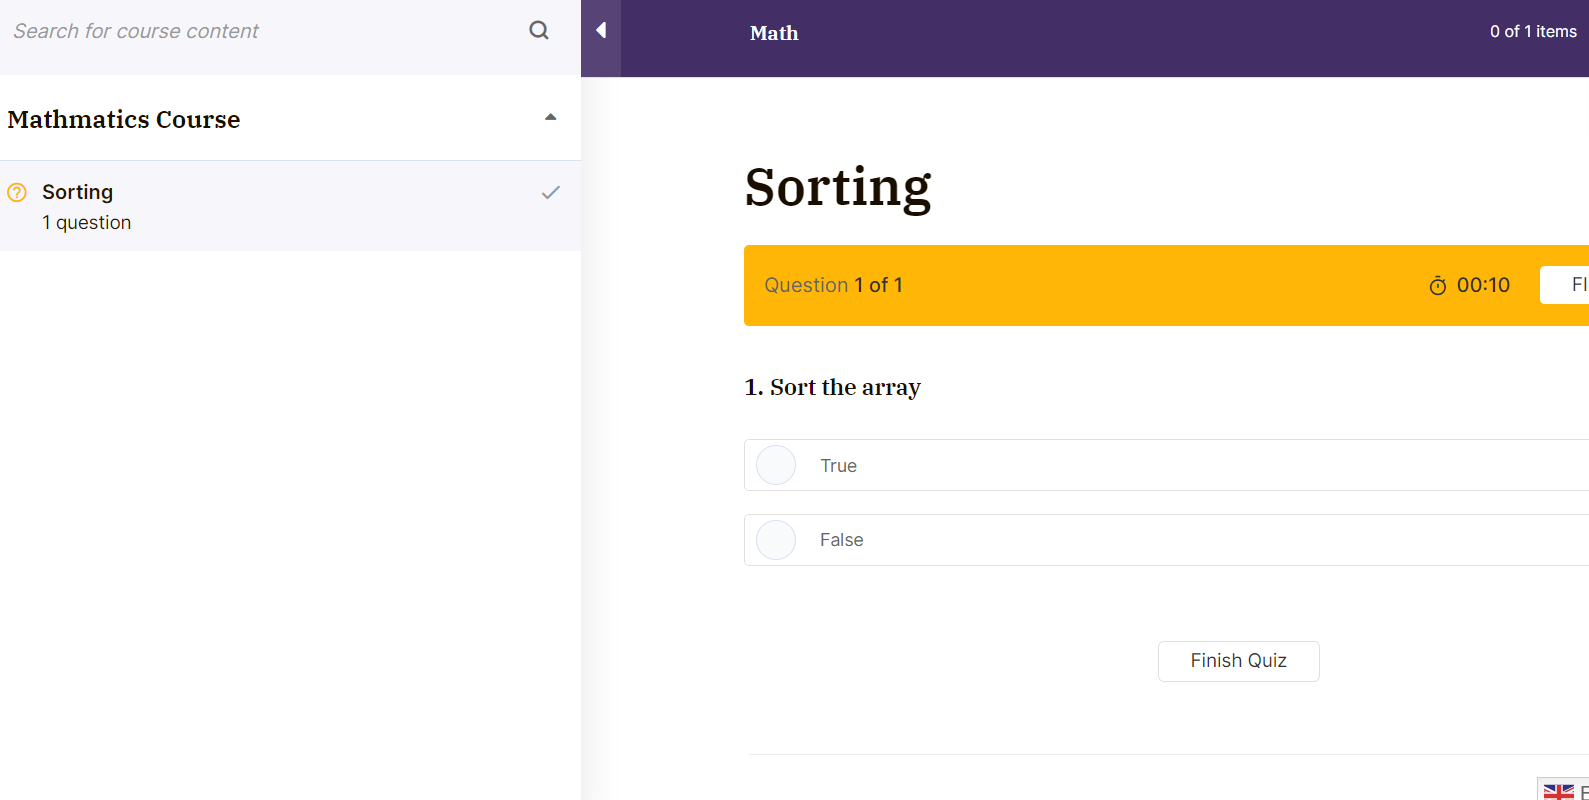 Search for course content
Mathmatics Course
Sorting
1 question
Math
0 of 1 items
Sorting
Question 1 of 1
00:10
1. Sort the array
True
False
Finish Quiz